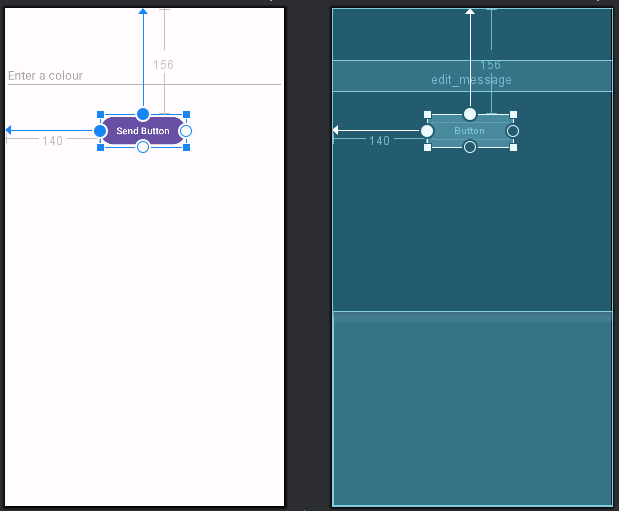 156
Enter a colour
Send Button
140
156
edit_message
Button
140